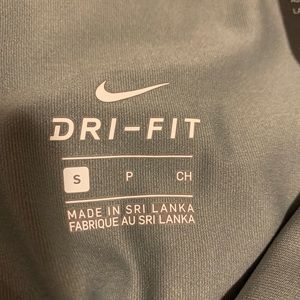 DRI-FIT
S P CH
MADE IN SRI LANKA
FABRIQUE AU SRI LANKA